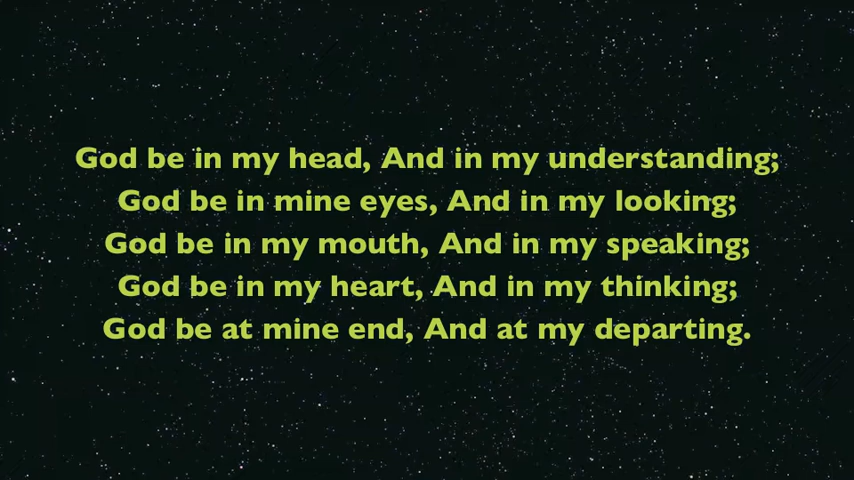 God be in my head, And in my understanding;
God be in mine eyes, And in my looking;
God be in my mouth, And in my speaking;
God be in my heart, And in my thinking;
God be at mine end, And at my departing.